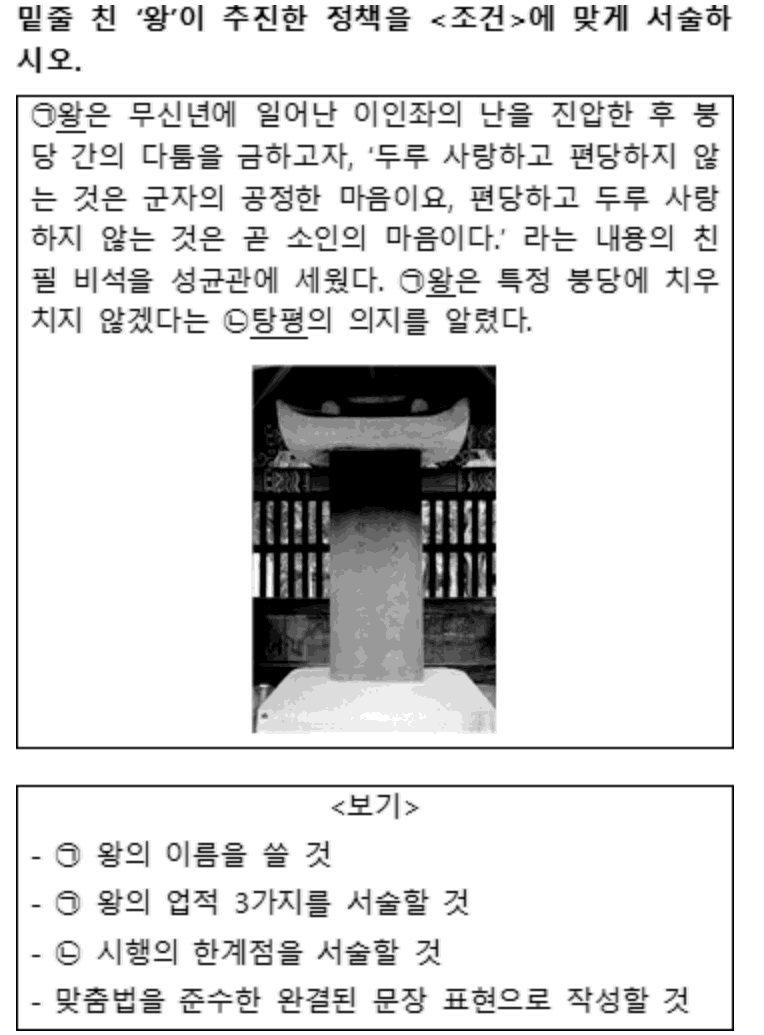 밑줄 친 '왕'이 추진한 정책을 <조건>에 맞게 서술하
시오.
㉠왕은 무신년에 일어난 이인좌의 난을 진압한 후 붕
당 간의 다툼을 금하고자, '두루 사랑하고 편당하지 않
는 것은 군자의 공정한 마음이요, 편당하고 두루 사랑
하지 않는 것은 곧 소인의 마음이다.' 라는 내용의 친
필 비석을 성균관에 세웠다. ㉠왕은 특정 붕당에 치우
치지 않겠다는 ㉡탕평의 의지를 알렸다.
<보기>
- ㉠ 왕의 이름을 쓸 것
- ㉠ 왕의 업적 3가지를 서술할 것
- ㉡ 시행의 한계점을 서술할 것
- 맞춤법을 준수한 완결된 문장 표현으로 작성할 것